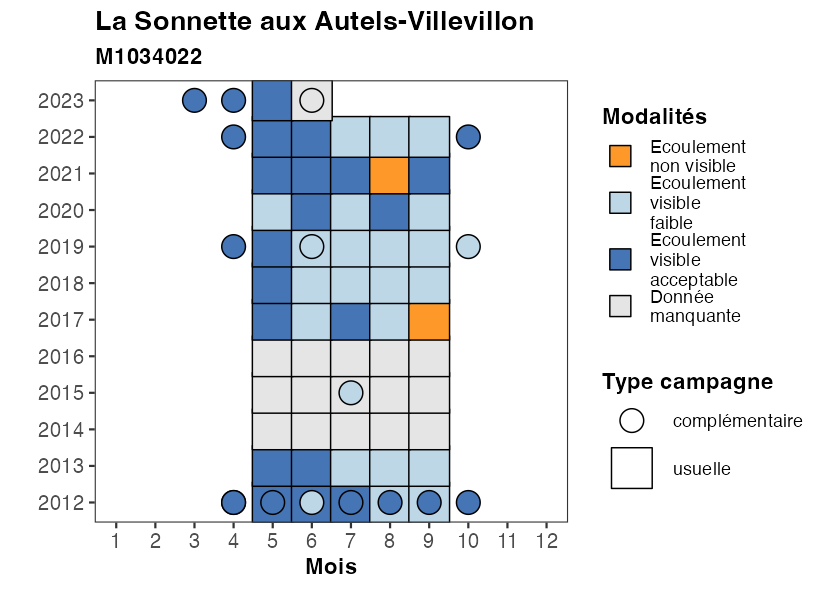 La Sonnette aux Autels-Villevillon
M1034022
2023
2022
2021
2020
2019
2018
2017
2016
2015
2014
2013
2012
1 2 3 4 5 6 7 8 9 10 11 12
Mois
Modalités
Ecoulement
non visible
Ecoulement
visible
faible
Ecoulement
visible
acceptable
Donnée
manquante
Type campagne
complémentaire
usuelle